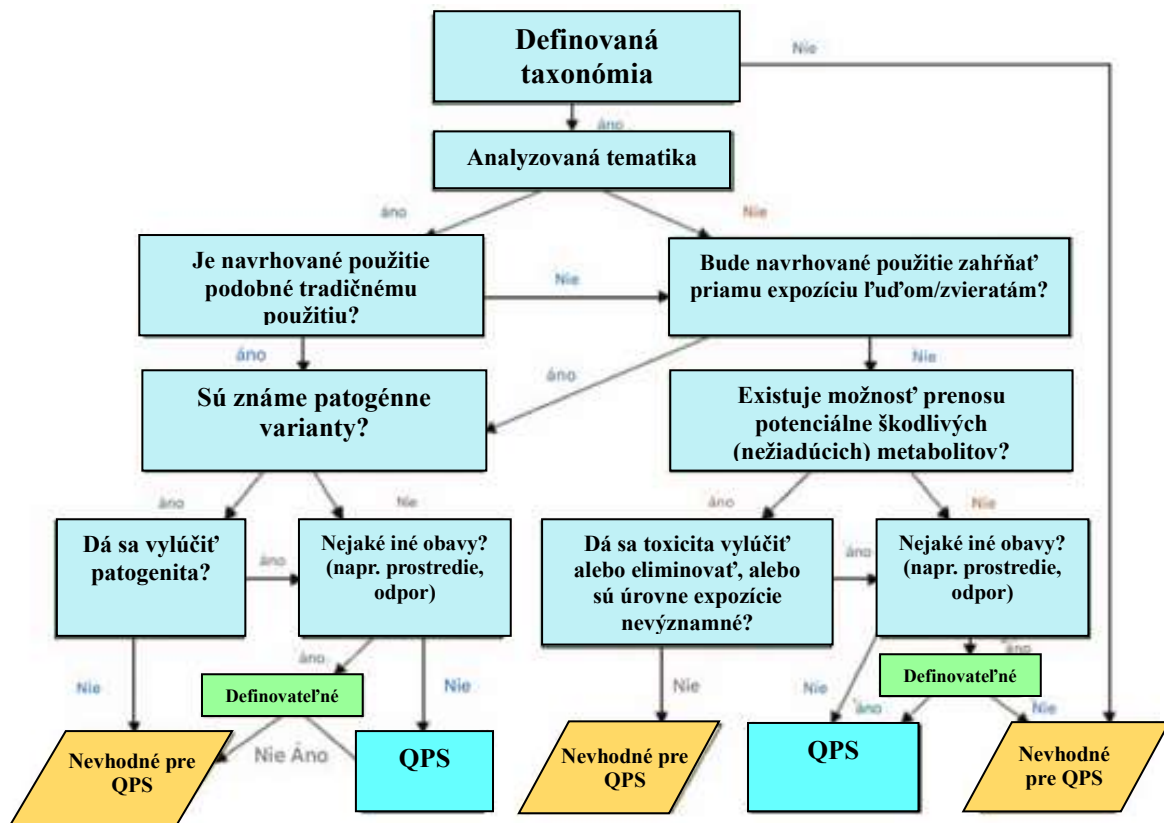 Definovaná
taxonómia
Nie
áno
Analyzovaná tematika
áno
Nie
Je navrhované použitie
podobné tradičnému
použitiu?
Nie
Bude navrhované použitie zahŕňať
priamu expozíciu ľuďom/zvieratám?
áno
áno
Nie
Sú známe patogénne
varianty?
Existuje možnosť prenosu
potenciálne škodlivých
(nežiadúcich) metabolitov?
áno
Nie
áno
Nie
Dá sa vylúčiť
patogenita?
áno
Nejaké iné obavy?
(napr. prostredie,
odpor)
Dá sa toxicita vylúčiť
alebo eliminovať, alebo
sú úrovne expozície
nevýznamné?
áno
Nejaké iné obavy?
(napr. prostredie,
odpor)
Nie
áno
Nie
Nie
Nie
áno
Definovateľné
Definovateľné
áno
Nie
Nevhodné pre
QPS
Nie Áno
QPS
Nevhodné pre
QPS
QPS
Nevhodné
pre QPS